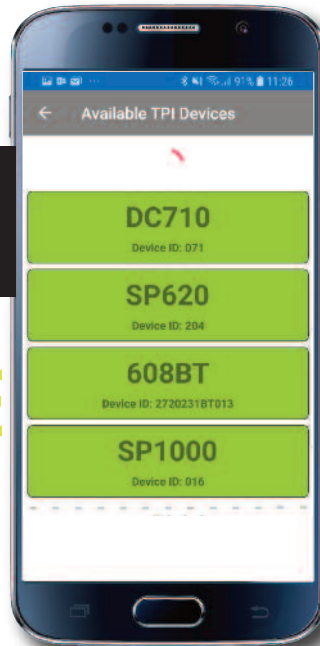 91% 11:26
Available TPI Devices
DC710
Device ID: 071
SP620
Device ID: 204
608BT
Device ID: 2720231BT013
SP1000
Device ID: 016